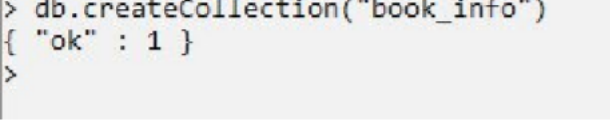 > db.createCollection("book_info")
{ "ok" : 1 }
>